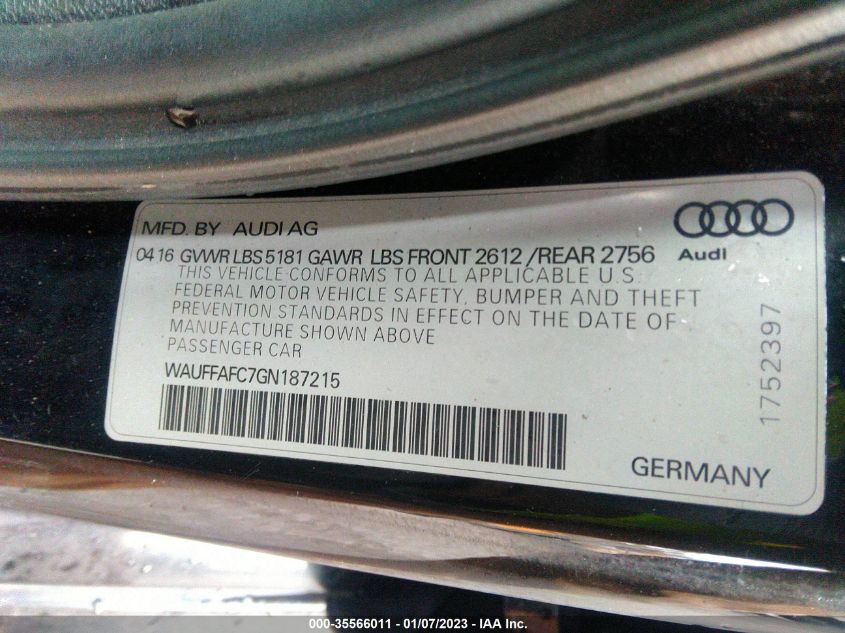 MFD. BY AUDI AG
Audi
04 16 GVWR LBS 5181 GAWR LBS FRONT 2612 /REAR 2756
THIS VEHICLE CONFORMS TO ALL APPLICABLE U.S.
FEDERAL MOTOR VEHICLE SAFETY, BUMPER AND THEFT
PREVENTION STANDARDS IN EFFECT ON THE DATE OF
MANUFACTURE SHOWN ABOVE
PASSENGER CAR
WAUFFAFC7GN187215
1752397
GERMANY
000-35566011 — 01/07/2023 — IAA Inc.